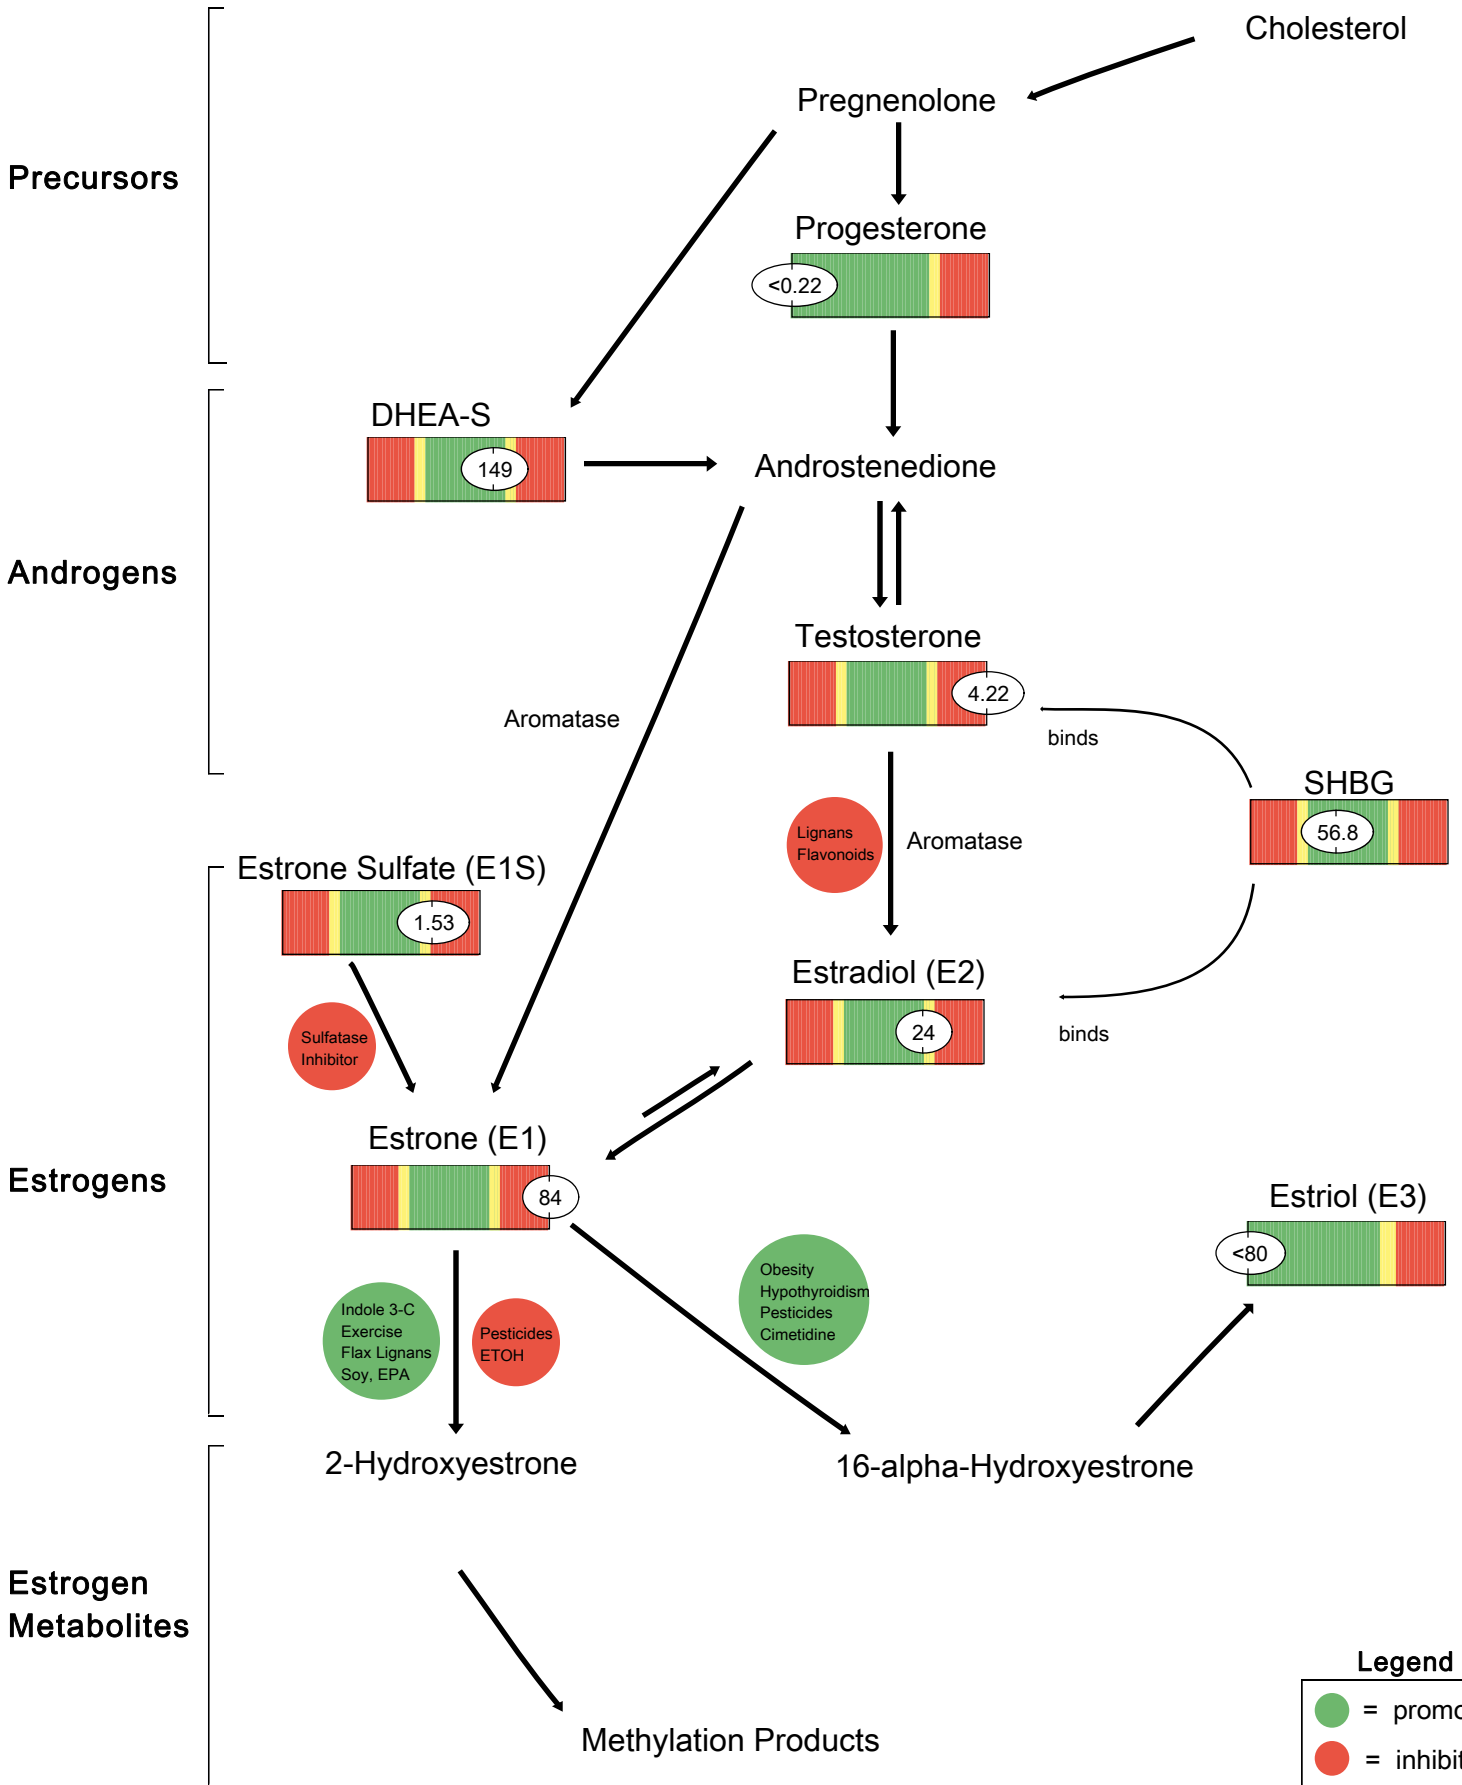 Cholesterol
Pregnenolone
Precursors
Progesterone
<0.22
DHEA-S
149
Androstenedione
Androgens
Testosterone
4.22
Aromatase
binds
SHBG
56.8
Lignans
Flavonoids
Aromatase
Estrone Sulfate (E1S)
1.53
Estradiol (E2)
24
binds
Sulfatase
Inhibitor
Estrone (E1)
84
Estrogens
Estriol (E3)
<80
Obesity
Hypothyroidism
Pesticides
Cimetidine
Indole 3-C
Exercise
Flax Lignans
Soy, EPA
Pesticides
ETOH
2-Hydroxyestrone
16-alpha-Hydroxyestrone
Estrogen
Metabolites
Methylation Products
Legend
= promo
= inhibit